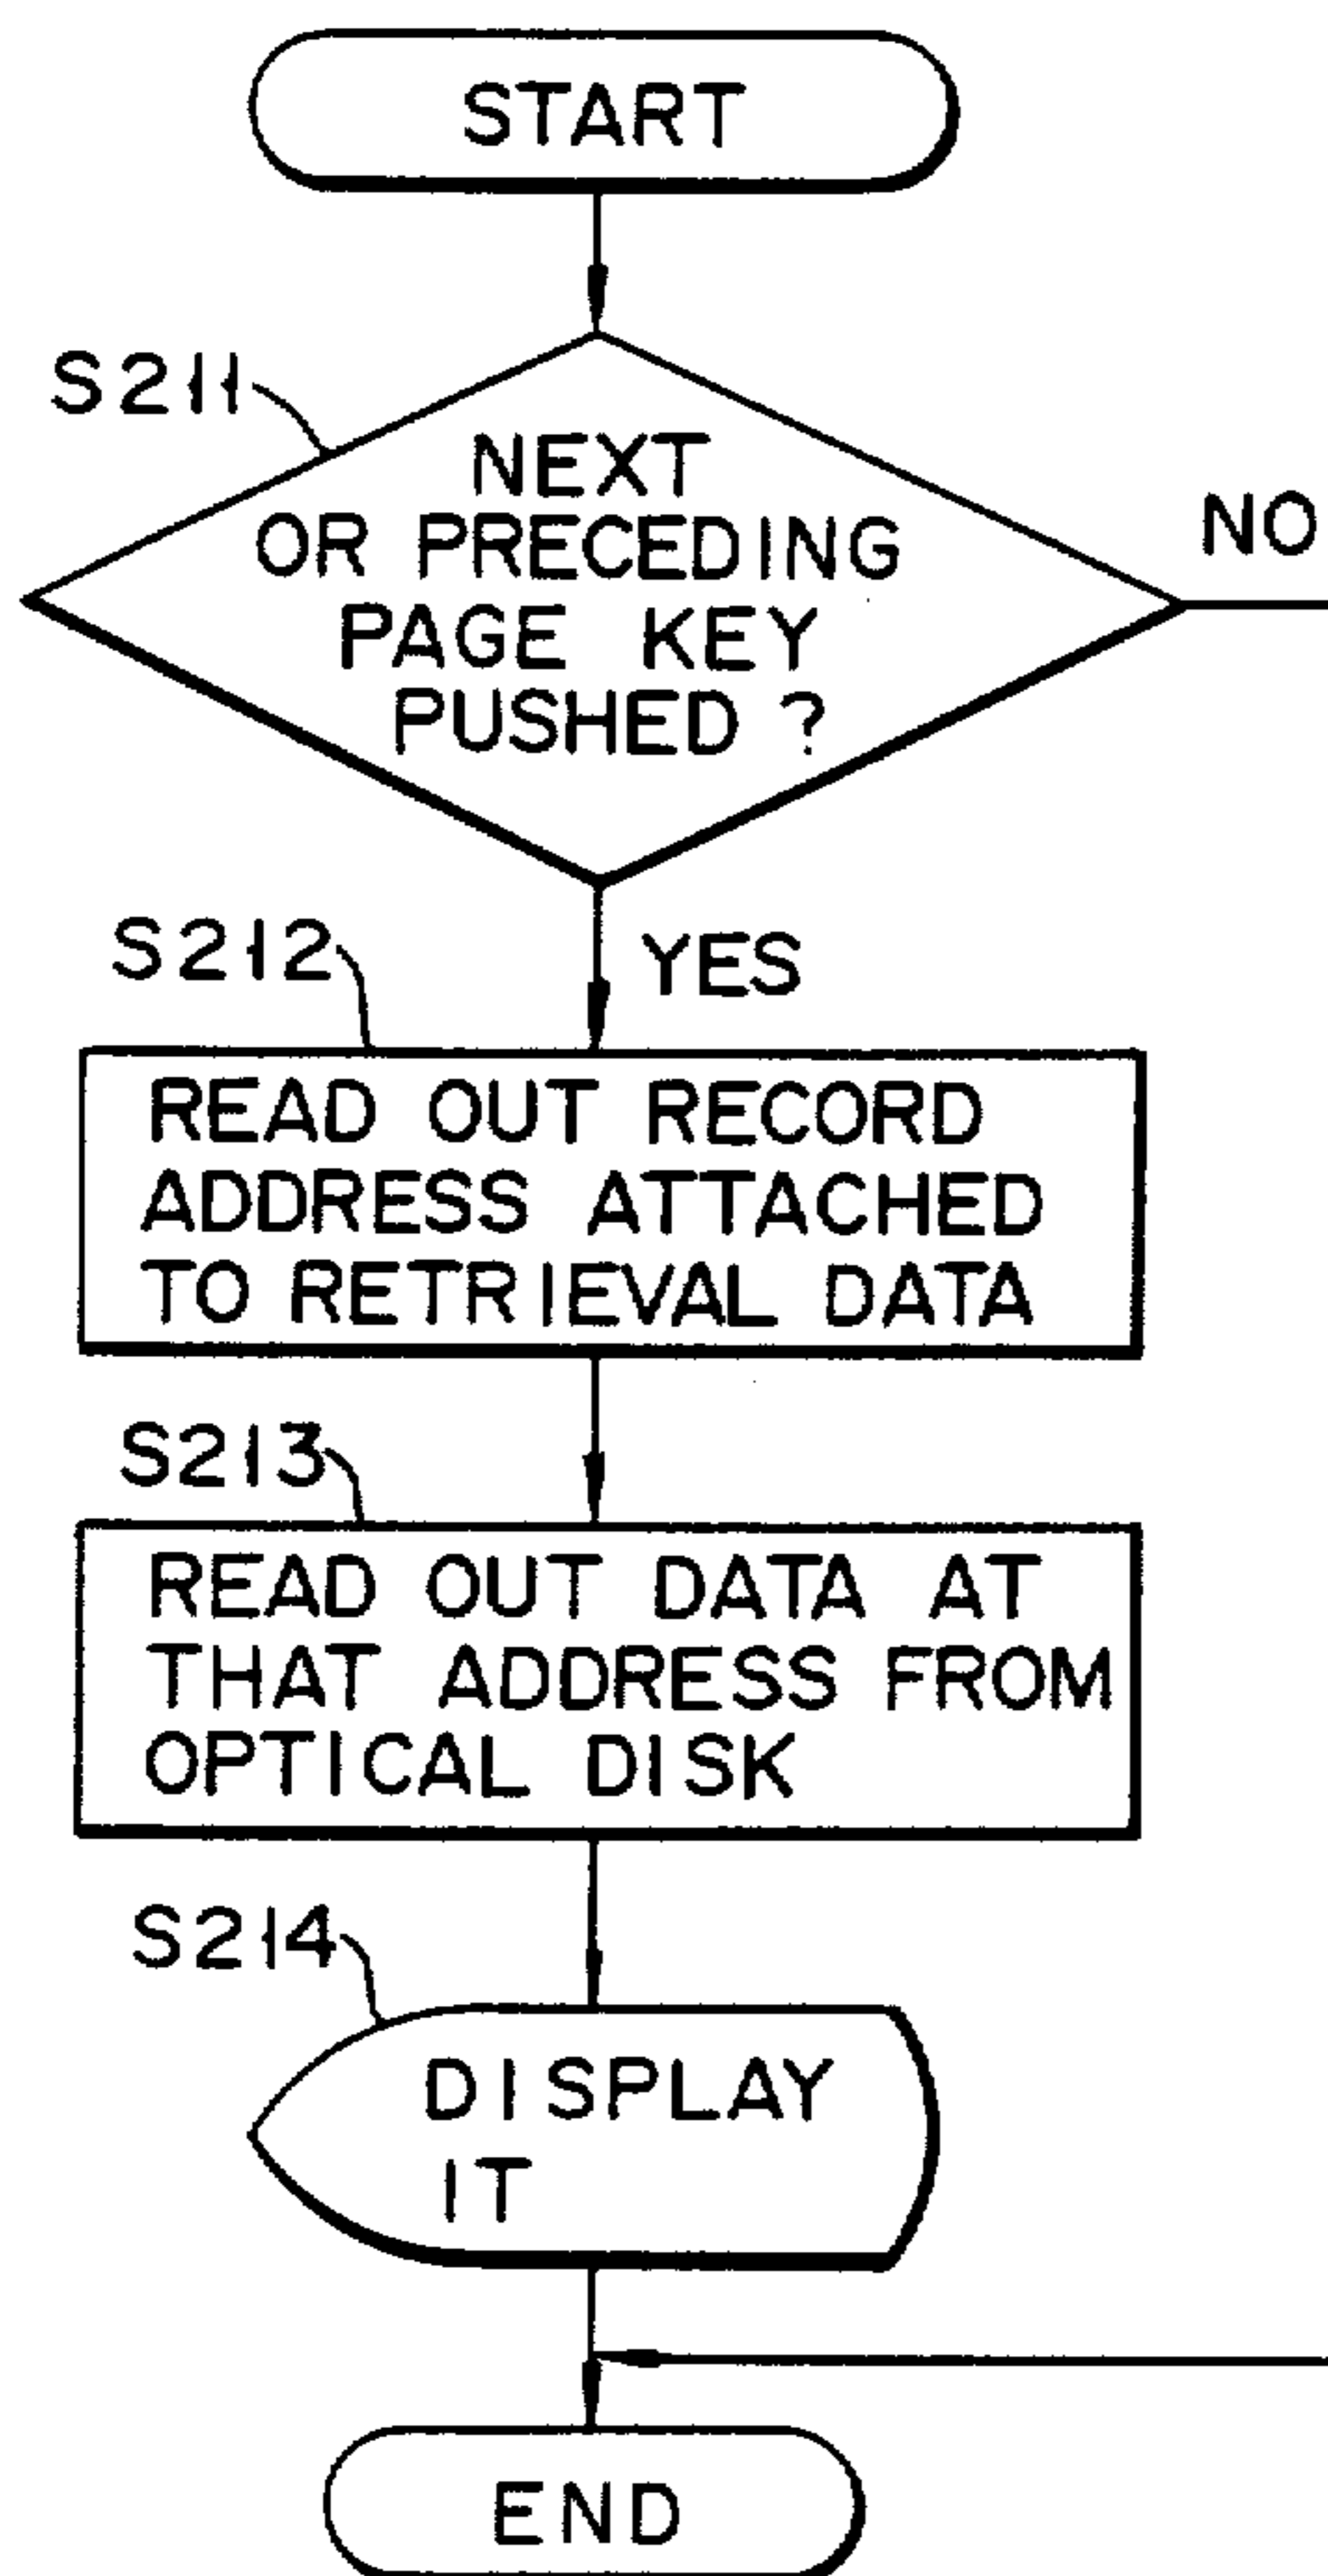 START
S211
NEXT
OR PRECEDING
PAGE KEY
PUSHED ?
NO
S212
YES
READ OUT RECORD
ADDRESS ATTACHED
TO RETRIEVAL DATA
S213
READ OUT DATA AT
THAT ADDRESS FROM
OPTICAL DISK
S214
DISPLAY
IT
END